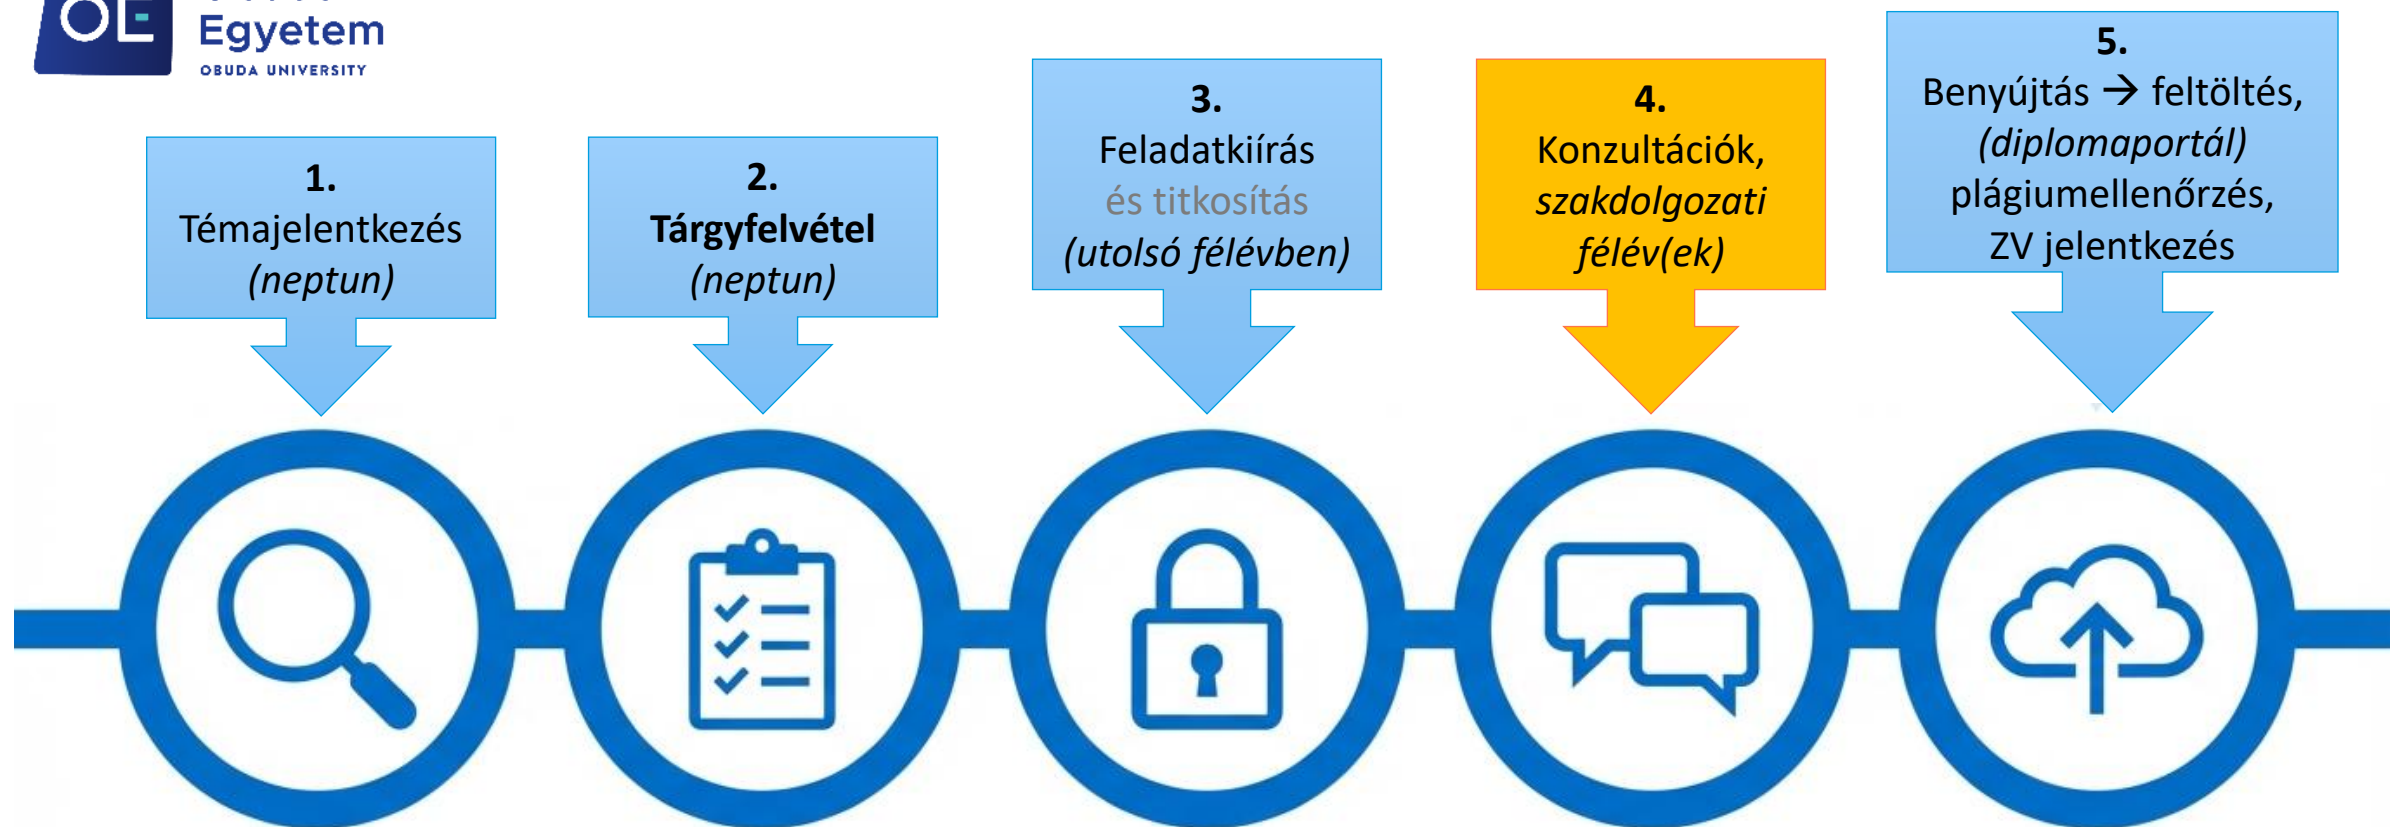 OE
Egyetem
OBUDA UNIVERSITY
1.
Témajelentkezés
(neptun)
2.
Tárgyfelvétel
(neptun)
3.
Feladatkiírás
és titkosítás
(utolsó félévben)
4.
Konzultációk,
szakdolgozati
félév(ek)
5.
Benyújtás → feltöltés,
(diplomaportál)
plágiumellenőrzés,
ZV jelentkezés